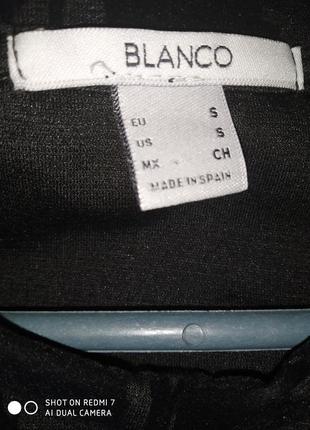 BLANCO
EU S
US S
MX CH
MADE IN SPAIN
SHOT ON REDMI 7
AI DUAL CAMERA